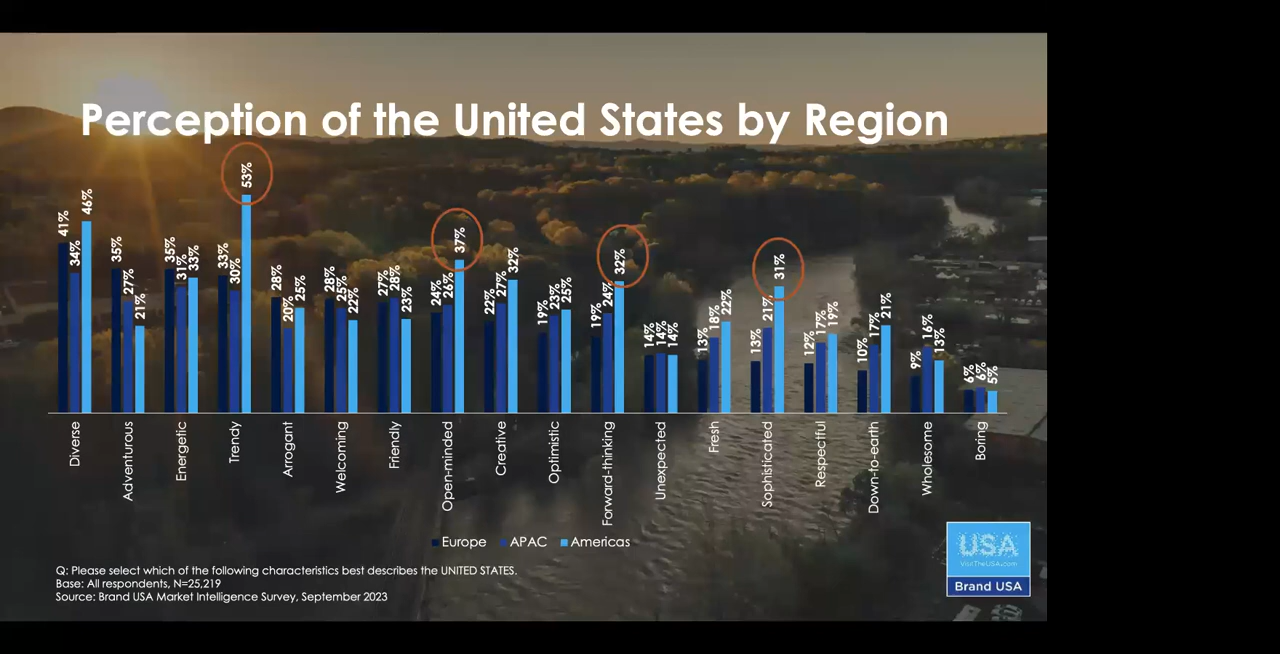 Perception of the United States by Region
41% 34% 46%
35% 27% 21%
35% 31% 33%
33% 30% 53%
28% 20% 25%
28% 25% 22%
27% 28% 23%
24% 26% 37%
22% 27% 32%
19% 23% 25%
19% 24% 32%
14% 14% 14%
13% 18% 22%
13% 21% 31%
12% 17% 19%
10% 17% 21%
9% 16% 13%
6% 6% 5%
Diverse
Adventurous
Energetic
Trendy
Arrogant
Welcoming
Friendly
Open-minded
Creative
Optimistic
Forward-thinking
Unexpected
Fresh
Sophisticated
Respectful
Down-to-earth
Wholesome
Boring
Europe APAC Americas
Q: Please select which of the following characteristics best describes the UNITED STATES.
Base: All respondents, N=25,219
Source: Brand USA Market Intelligence Survey, September 2023
USA
VisitTheUSA.com
Brand USA